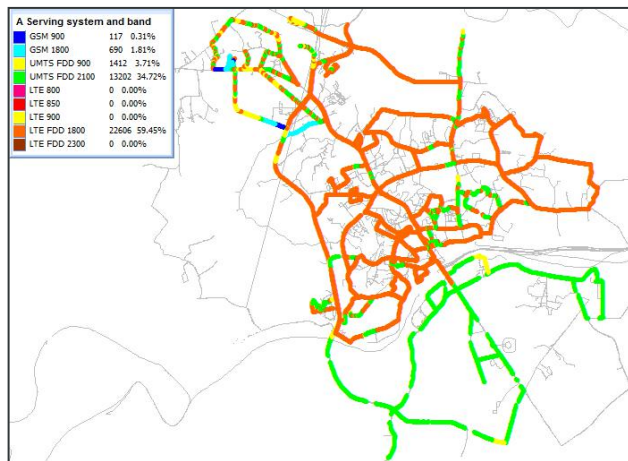 A Serving system and band
GSM 900 117 0.31%
GSM 1800 690 1.81%
UMTS FDD 900 1412 3.71%
UMTS FDD 2100 13202 34.72%
LTE 800 0 0.00%
LTE 850 0 0.00%
LTE 900 0 0.00%
LTE FDD 1800 22606 59.45%
LTE FDD 2300 0 0.00%